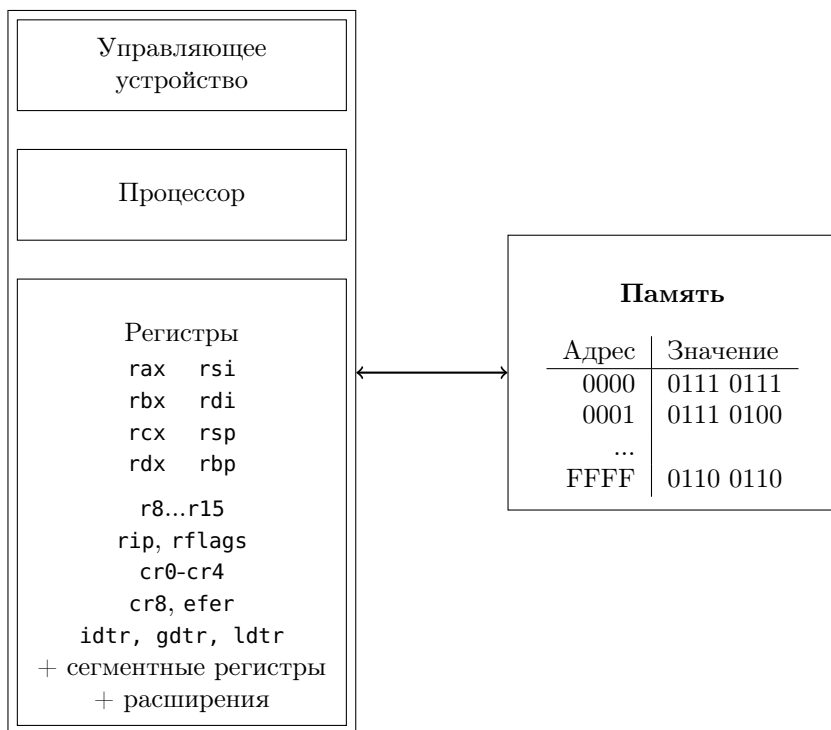 Управляющее
устройство
Процессор
Регистры
rax rsi
rbx rdi
rcx rsp
rdx rbp
r8...r15
rip, rflags
cr0-cr4
cr8, efer
idtr, gdtr, ldtr
+ сегментные регистры
+ расширения
Память
Адрес Значение
0000 0111 0111
0001 0111 0100
...
FFFF 0110 0110